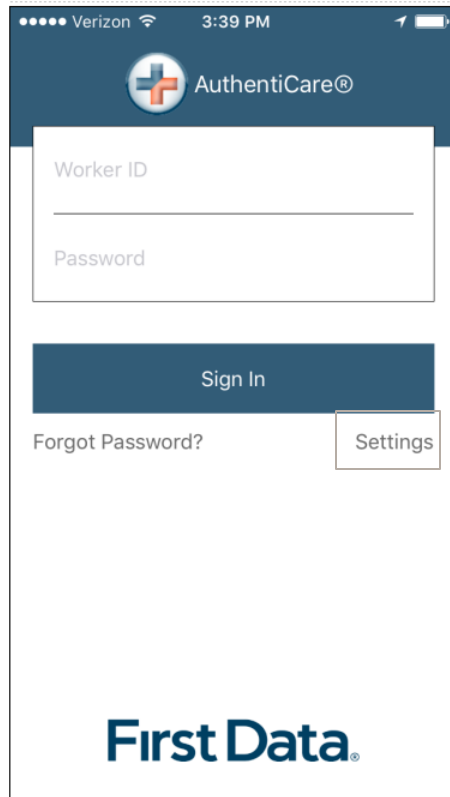 Verizon 3:39 PM
AuthentiCare®
Worker ID
Password
Sign In
Forgot Password? Settings
First Data®